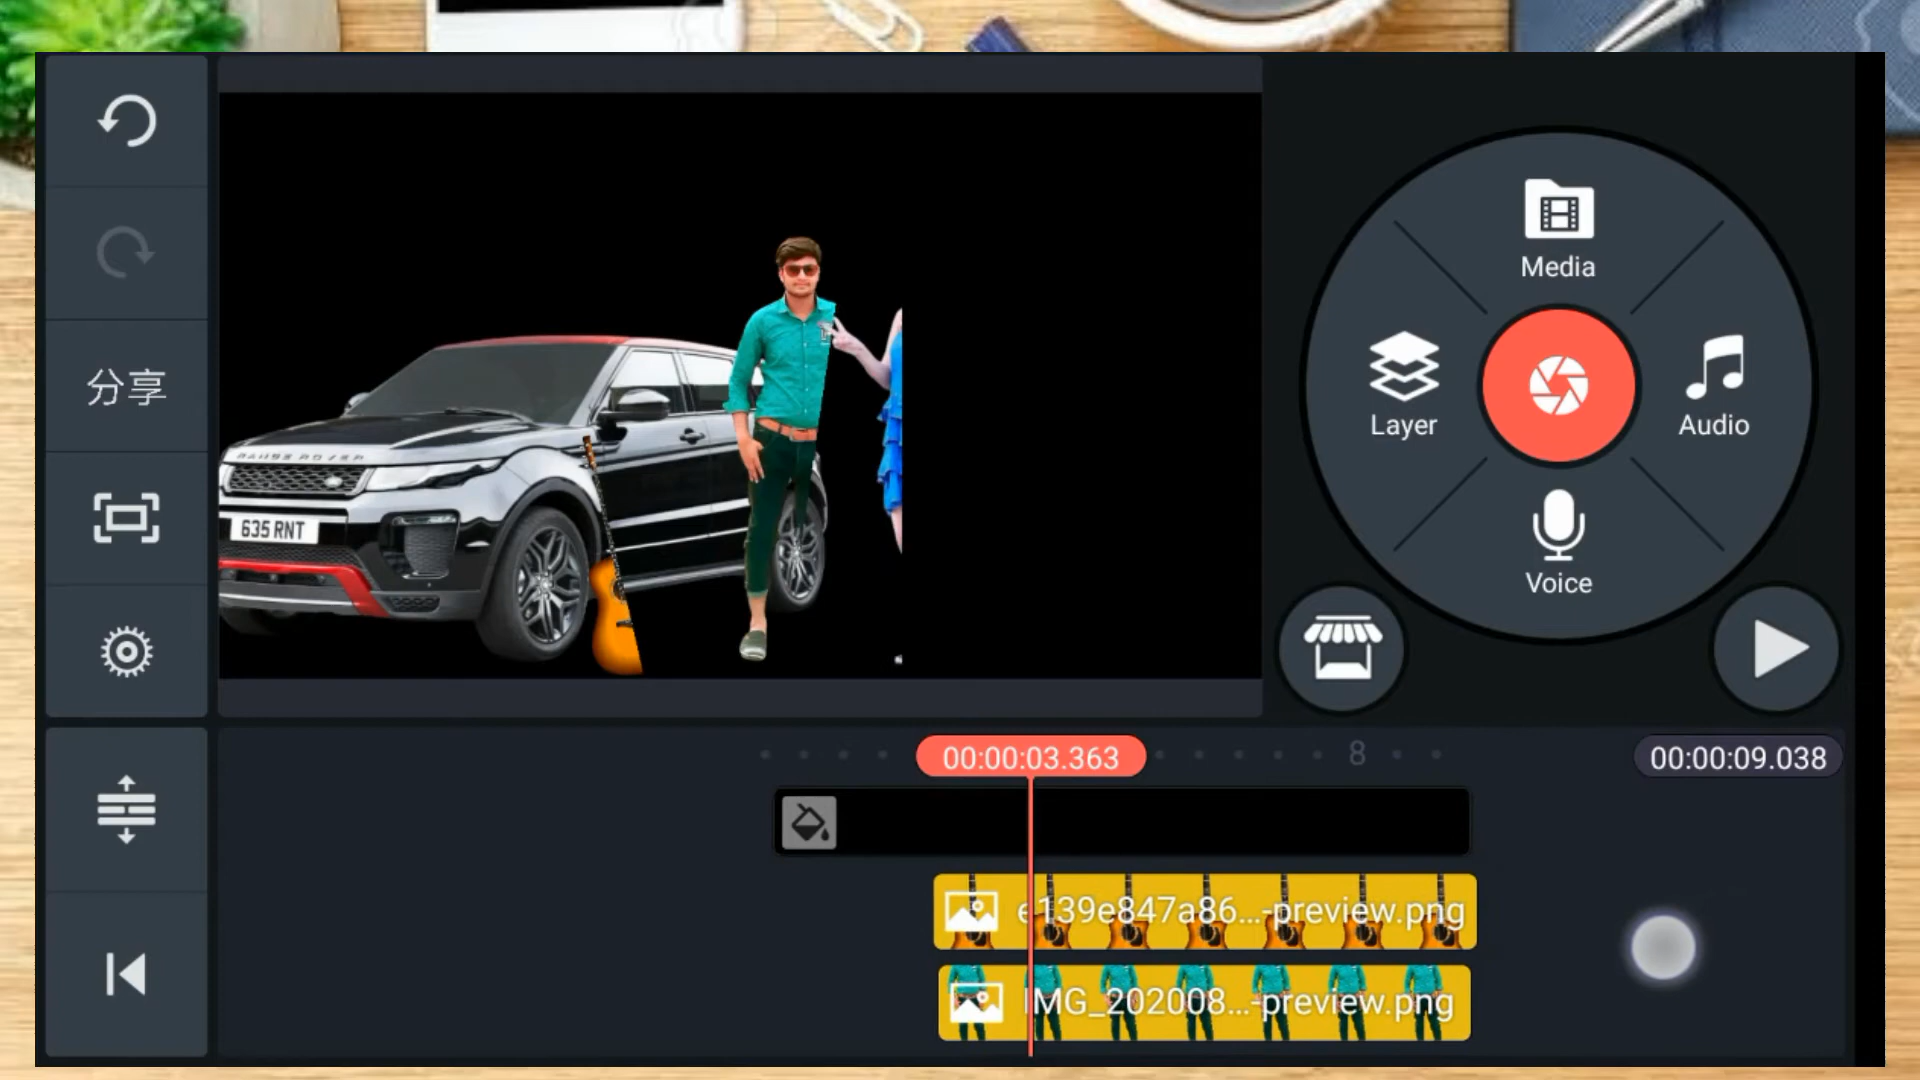 Media
分享
Layer
Audio
RANGE ROVER
635 RNT
Voice
00:00:03.363
8
00:00:09.038
e139e847a86...-preview.png
IMG_202008...-preview.png